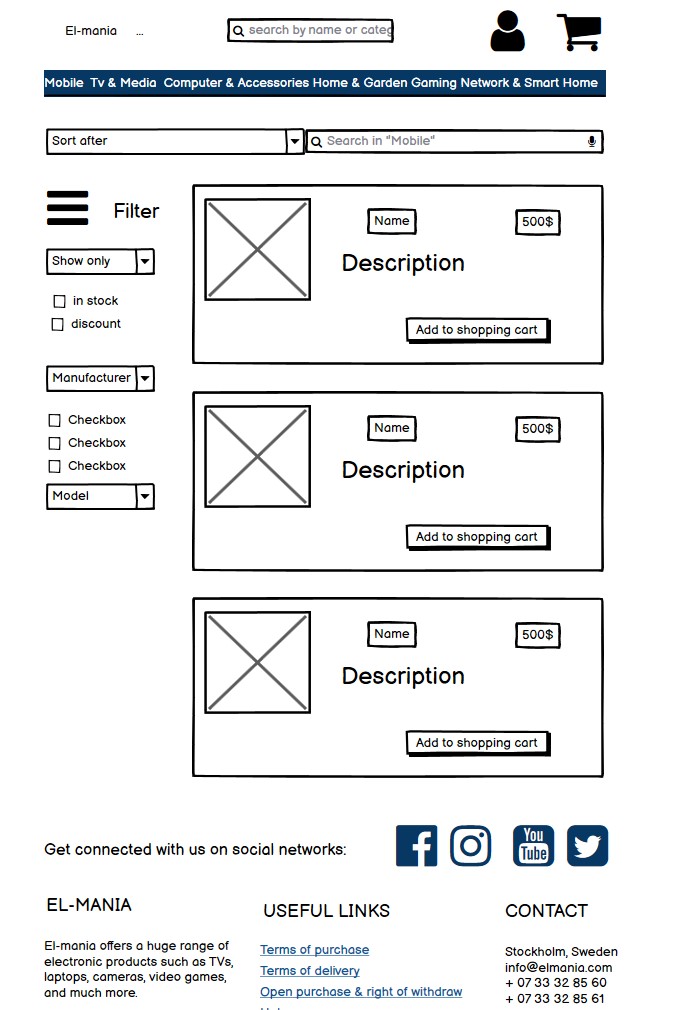 El-mania ...
search by name or categ
Mobile Tv & Media Computer & Accessories Home & Garden Gaming Network & Smart Home
Sort after
Search in "Mobile"
Filter
Show only
in stock
discount
Manufacturer
Checkbox
Checkbox
Checkbox
Model
Name
500$
Description
Add to shopping cart
Name
500$
Description
Add to shopping cart
Name
500$
Description
Add to shopping cart
Get connected with us on social networks:
You
Tube
EL-MANIA
El-mania offers a huge range of
electronic products such as TVs,
laptops, cameras, video games,
and much more.
USEFUL LINKS
Terms of purchase
Terms of delivery
Open purchase & right of withdraw
CONTACT
Stockholm, Sweden
info@elmania.com
+ 07 33 32 85 60
+ 07 33 32 85 61